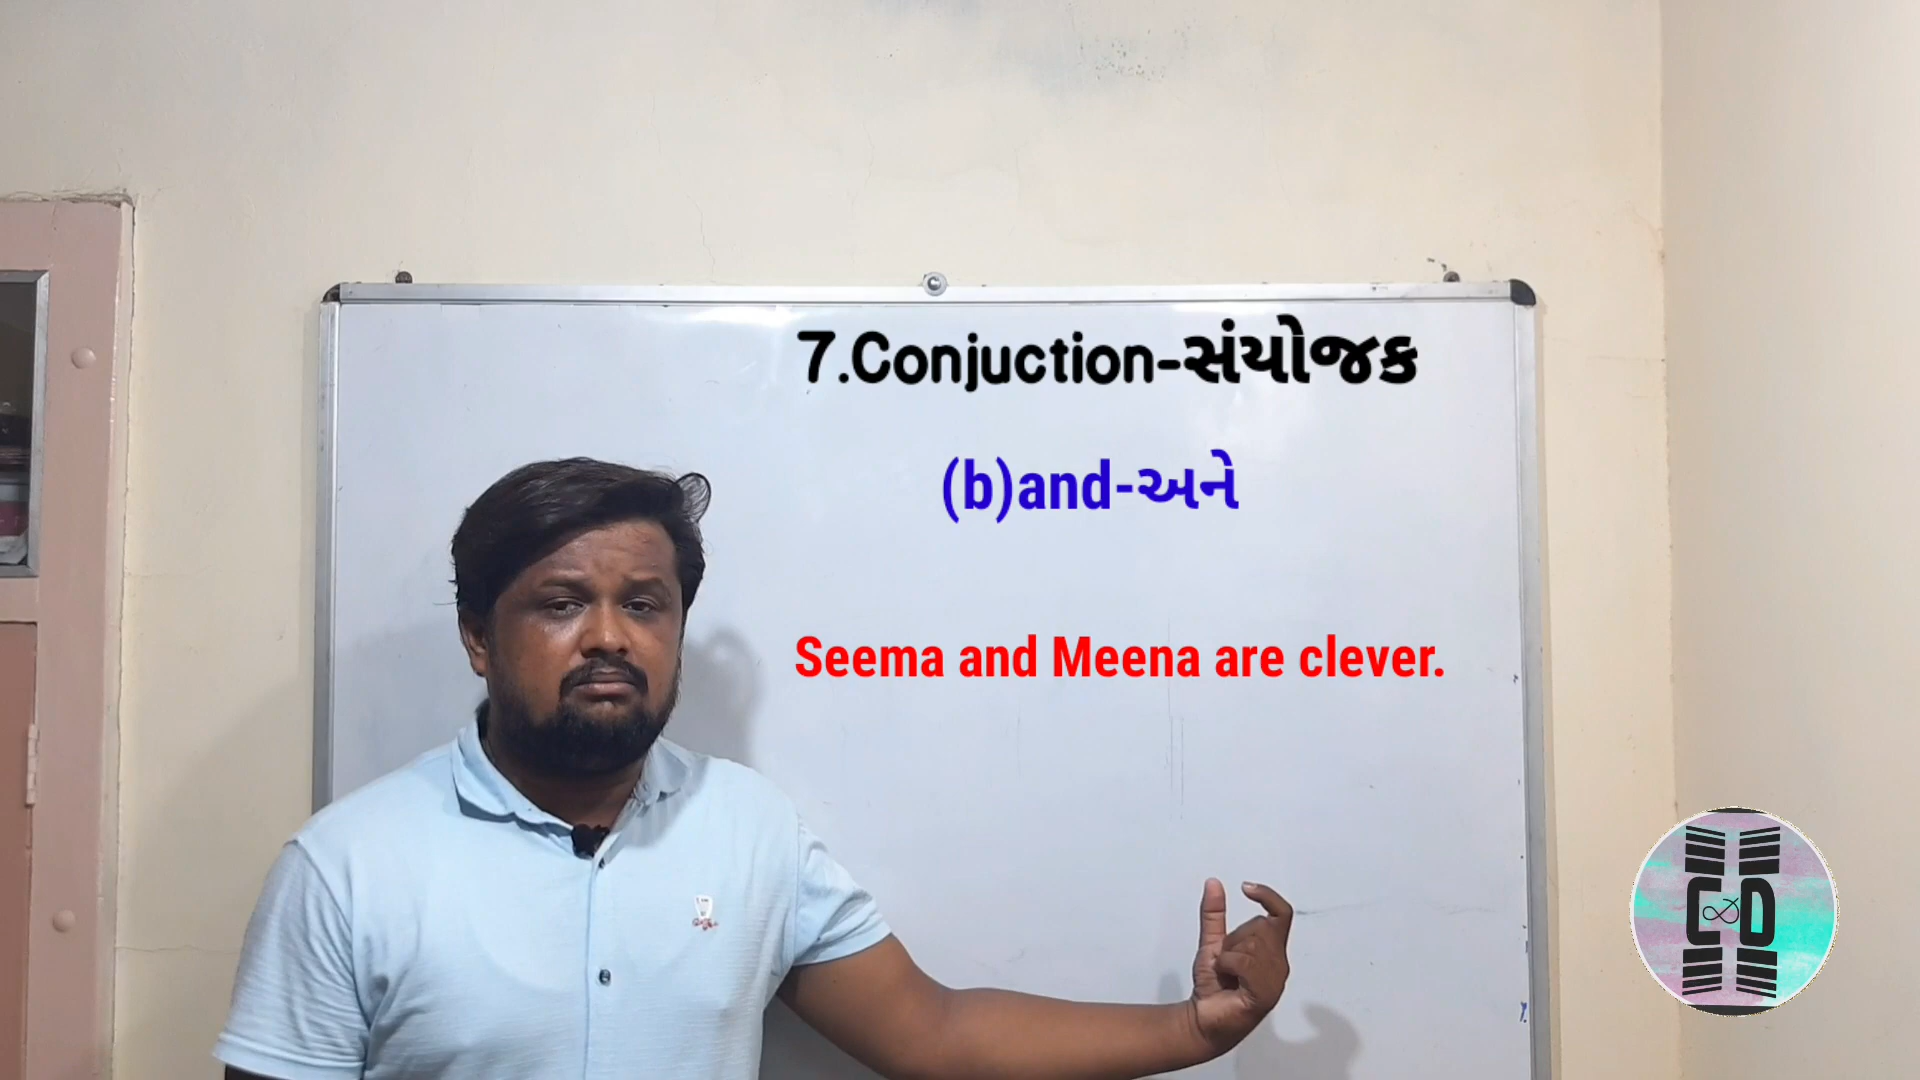 7.Conjuction-સંયોજક
(b)and-અને
Seema and Meena are clever.
C&D